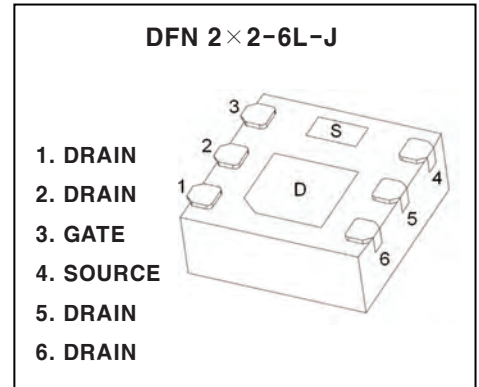 DFN 2×2-6L-J
1. DRAIN
2. DRAIN
3. GATE
4. SOURCE
5. DRAIN
6. DRAIN
3
2
1
S
D
4
5
6